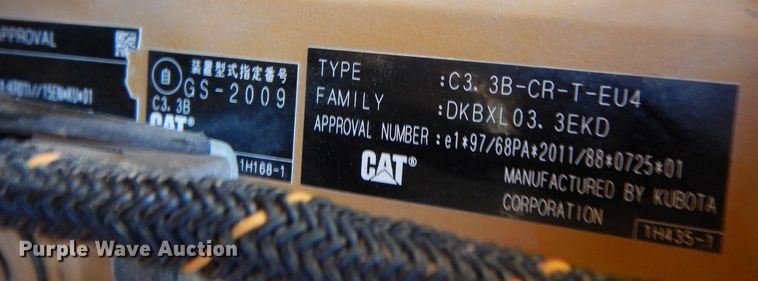 APPROVAL
装置型式指定番号
自
GS-2009
C3.3B
CAT®
1H168-1
TYPE :C3.3B-CR-T-EU4
FAMILY :DKBXL03.3EKD
APPROVAL NUMBER :e1*97/68PA*2011/88*0725*01
CAT®
MANUFACTURED BY KUBOTA
CORPORATION
1H435-1
Purple Wave Auction